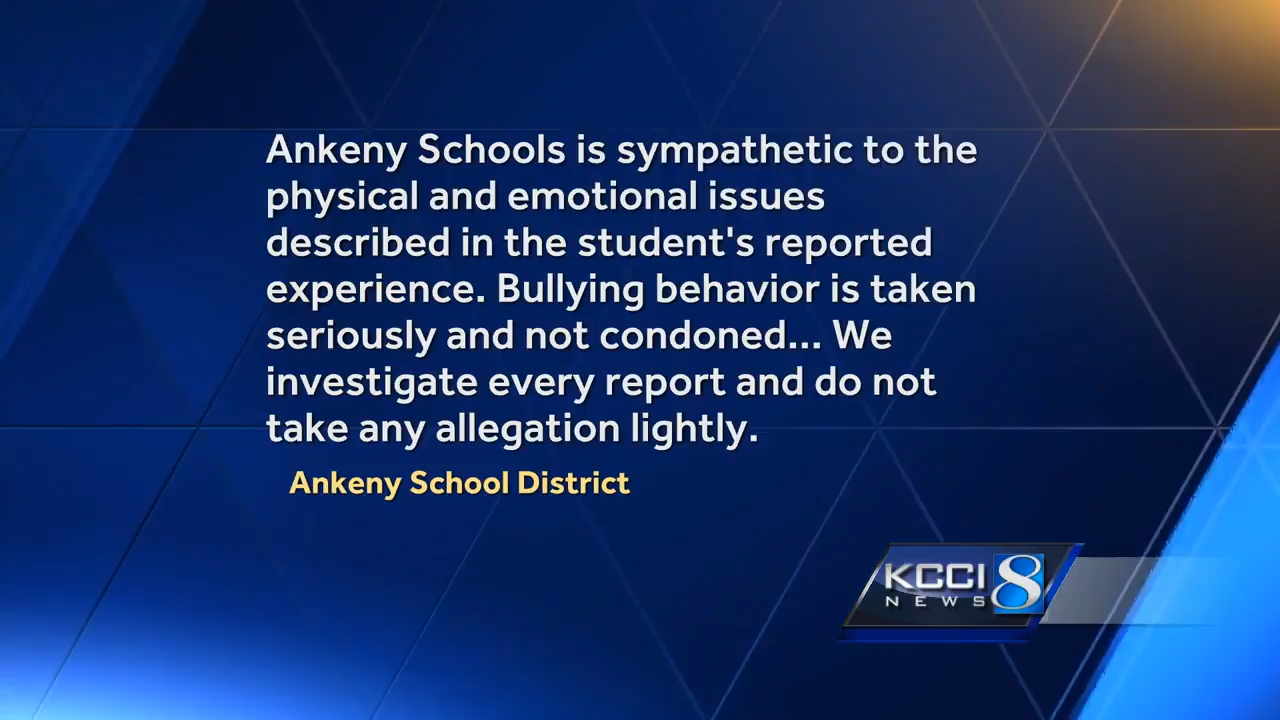 Ankeny Schools is sympathetic to the
physical and emotional issues
described in the student's reported
experience. Bullying behavior is taken
seriously and not condoned... We
investigate every report and do not
take any allegation lightly.
Ankeny School District
KCCI 8
NEWS